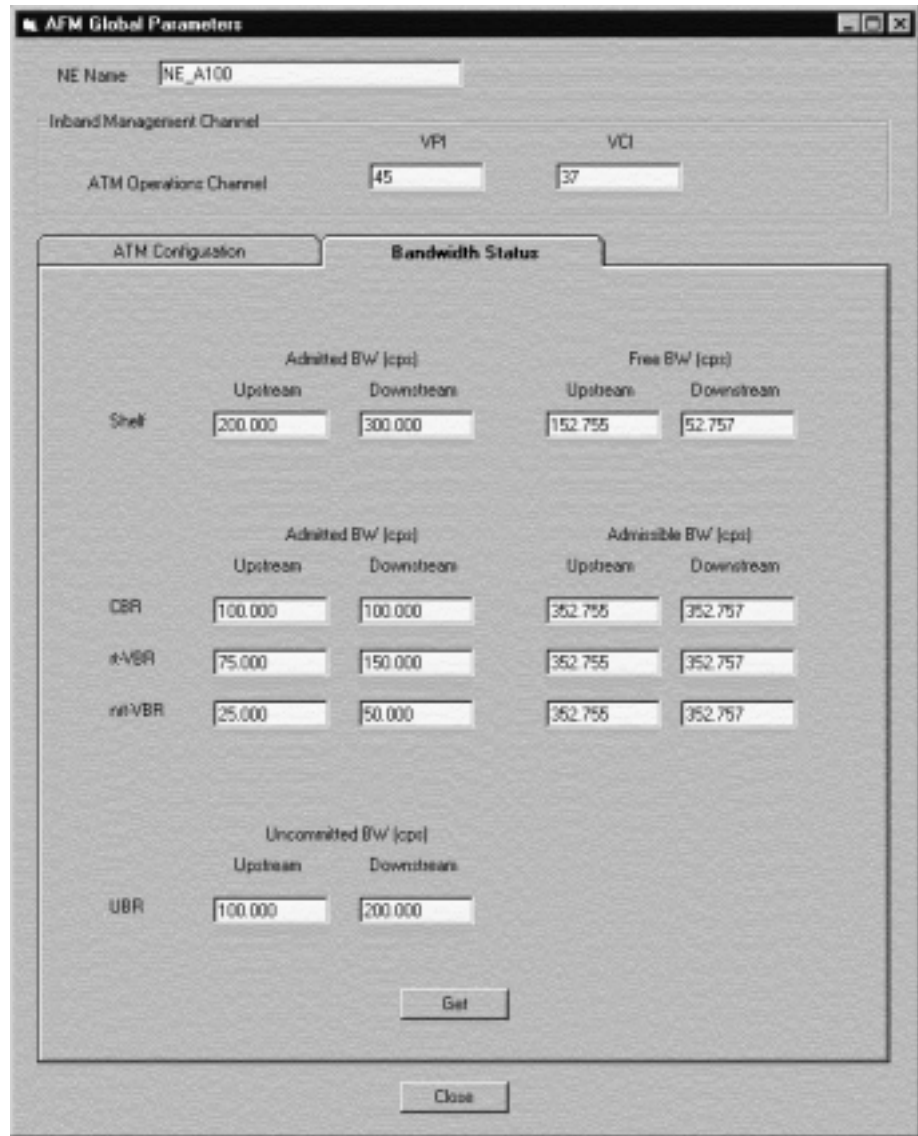 AFM Global Parameters
NE Name NE_A100
Inband Management Channel
VPI VCI
ATM Operations Channel 45 37
ATM Configuration Bandwidth Status
Admitted BW (cps) Free BW (cps)
Upstream Downstream Upstream Downstream
Shelf 200.000 300.000 152.755 52.757
Admitted BW (cps) Admissible BW (cps)
Upstream Downstream Upstream Downstream
CBR 100.000 100.000 352.755 352.757
rt-VBR 75.000 150.000 352.755 352.757
nrt-VBR 25.000 50.000 352.755 352.757
Uncommitted BW (cps)
Upstream Downstream
UBR 100.000 200.000
Get
Close